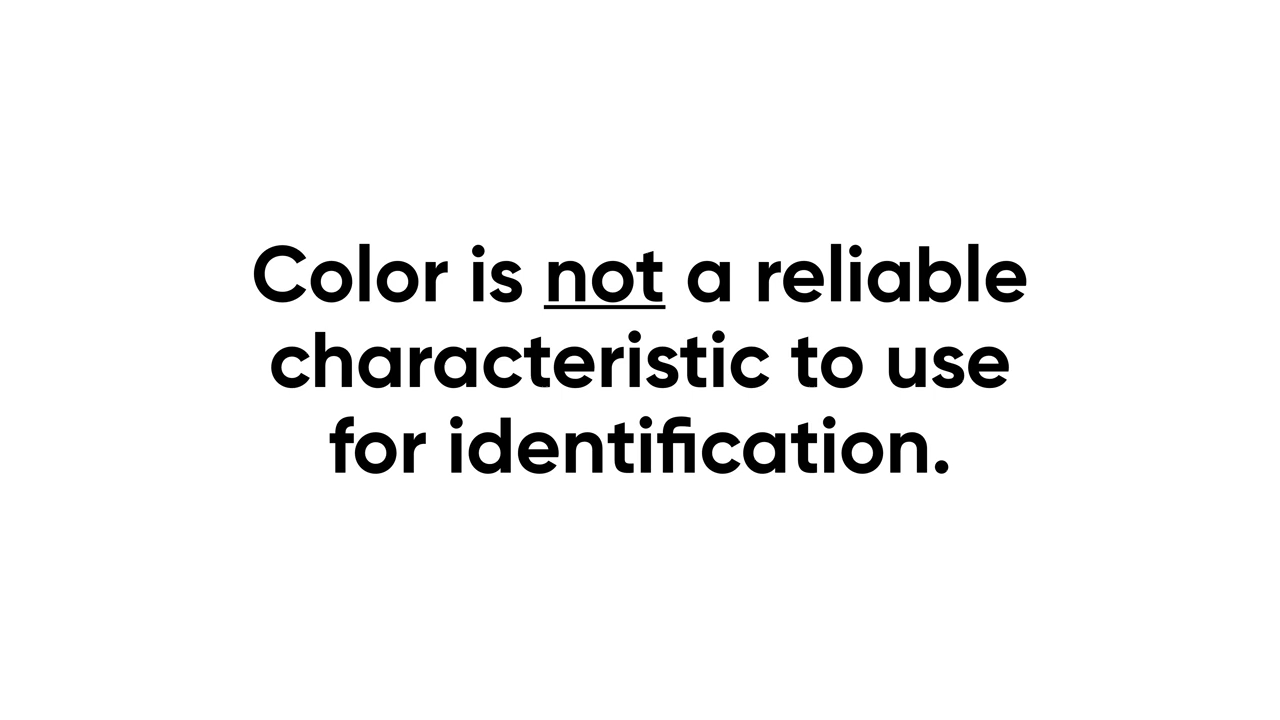 Color is not a reliable
characteristic to use
for identification.